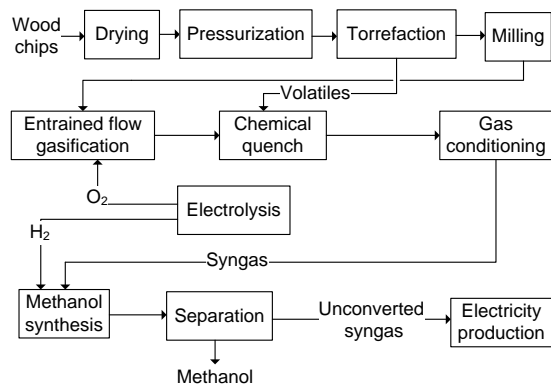 Wood
chips
Drying
Pressurization
Torrefaction
Milling
Volatiles
Entrained flow
gasification
Chemical
quench
Gas
conditioning
O2
Electrolysis
H2
Syngas
Methanol
synthesis
Separation
Unconverted
syngas
Electricity
production
Methanol